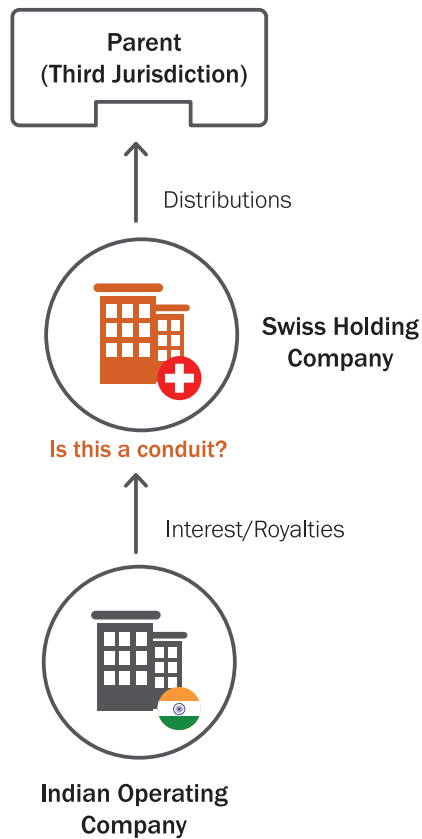 Parent
(Third Jurisdiction)
Distributions
Swiss Holding
Company
Is this a conduit?
Interest/Royalties
Indian Operating
Company